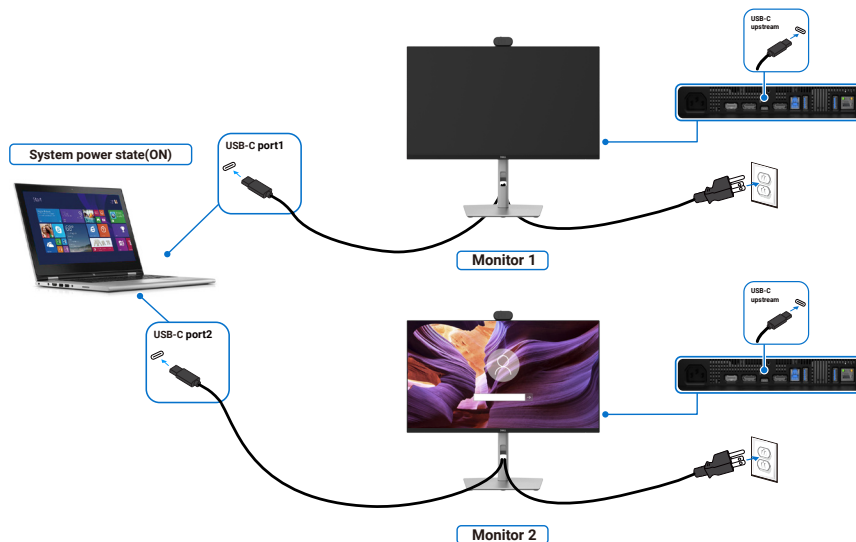 USB-C
upstream
USB-C port1
System power state(ON)
Monitor 1
USB-C
upstream
USB-C port2
Monitor 2